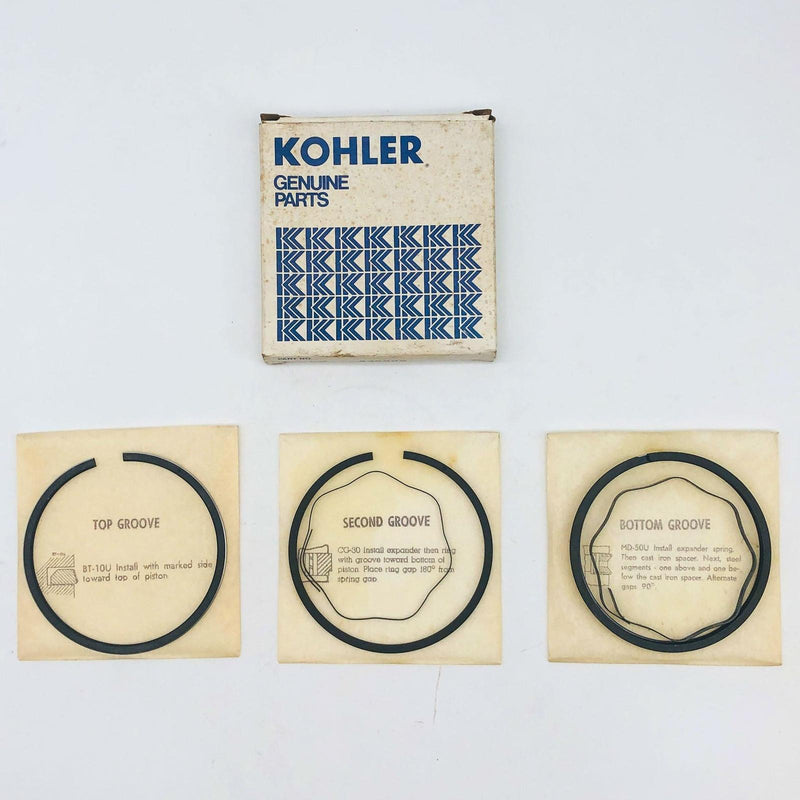 KOHLER
GENUINE
PARTS
PART NO.
TOP GROOVE
BT-10U Install with marked side
toward top of piston
SECOND GROOVE
CG-30 Install expander then ring
with groove toward bottom of
piston. Place ring gap 180° from
spring gap
BOTTOM GROOVE
MD-50U Install expander spring.
Then cast iron spacer. Next, steel
segments - one above and one be-
low the cast iron spacer. Alternate
gaps 90°.